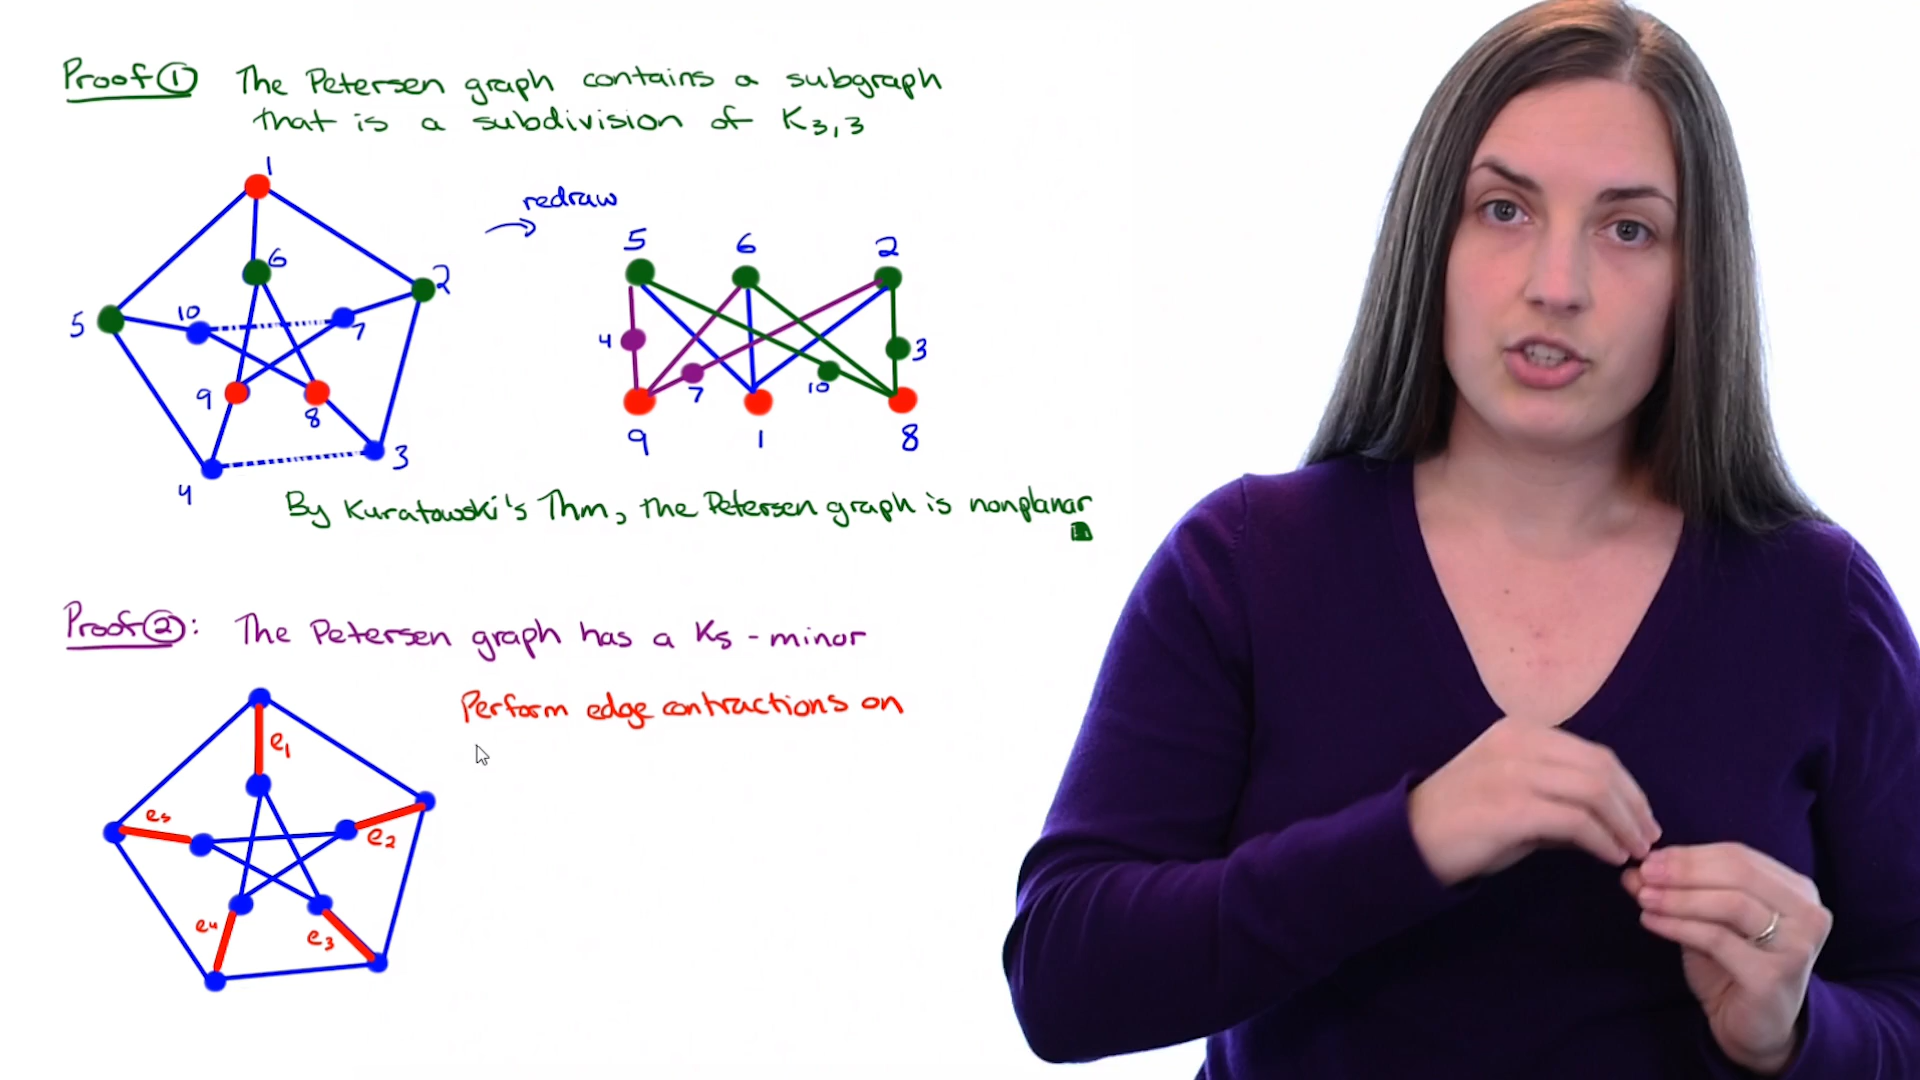 Proof ① The Petersen graph contains a subgraph
that is a subdivision of K3,3
1
redraw
5 6 2
6
2
5
10
7
4
3
7
10
9
8
9 1 8
3
4
By Kuratowski's Thm, the Petersen graph is nonplanar
Proof ②: The Petersen graph has a K5 - minor
Perform edge contractions on
e1
e5
e2
e4
e3